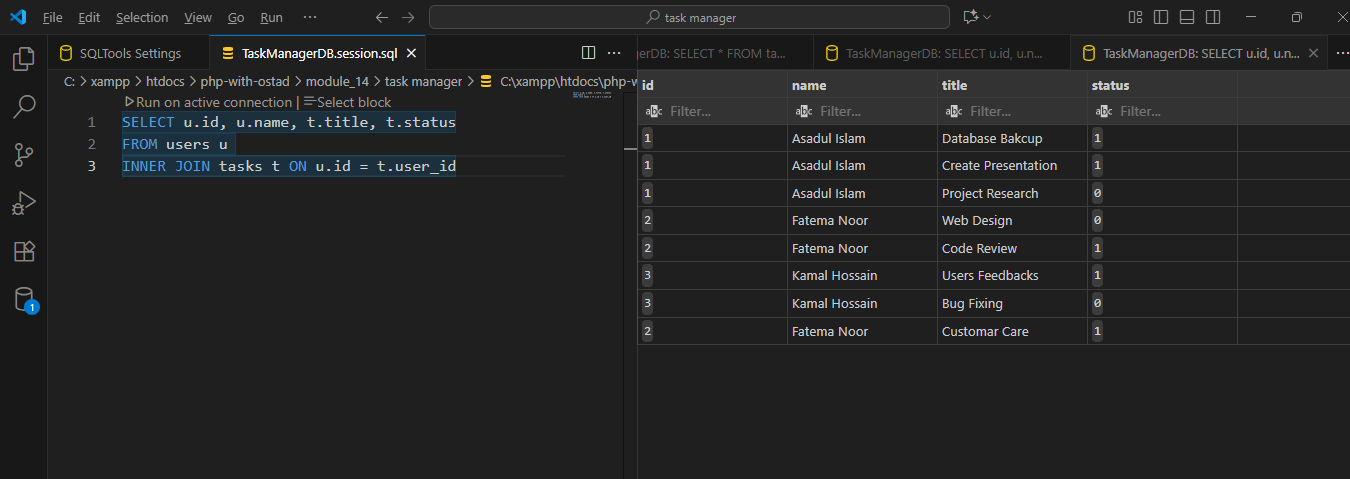 File Edit Selection View Go Run ··· task manager
SQLTools Settings TaskManagerDB.session.sql
gerDB: SELECT * FROM ta... TaskManagerDB: SELECT u.id, u.n... TaskManagerDB: SELECT u.id, u.n...
C: > xampp > htdocs > php-with-ostad > module_14 > task manager > C:\xampp\htdocs\php-w
Run on active connection | Select block
1 SELECT u.id, u.name, t.title, t.status
2 FROM users u
3 INNER JOIN tasks t ON u.id = t.user_id
1
id name title status
abc Filter... abc Filter... abc Filter... abc Filter...
1 Asadul Islam Database Bakcup 1
1 Asadul Islam Create Presentation 1
1 Asadul Islam Project Research 0
2 Fatema Noor Web Design 0
2 Fatema Noor Code Review 1
3 Kamal Hossain Users Feedbacks 1
3 Kamal Hossain Bug Fixing 0
2 Fatema Noor Customar Care 1